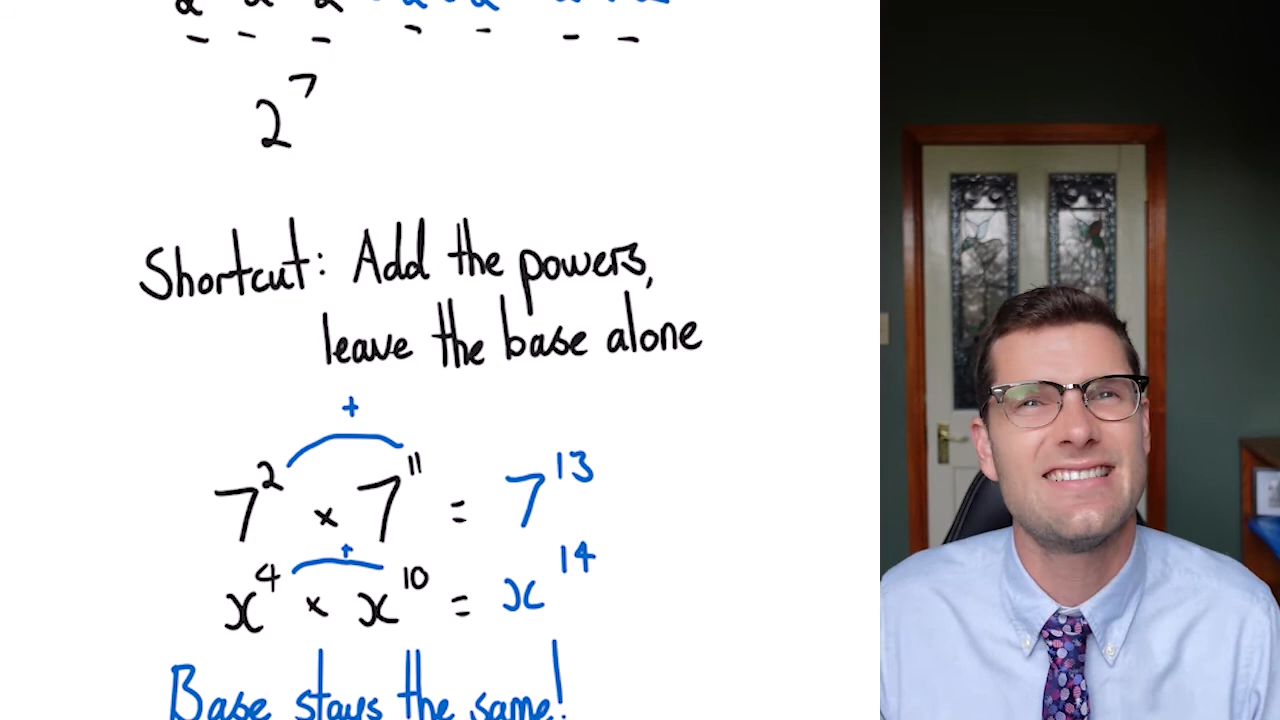 2⁷
Shortcut: Add the powers,
leave the base alone
+
7² × 7¹¹ = 7¹³
+
x⁴ × x¹⁰ = x¹⁴
Base stays the same!